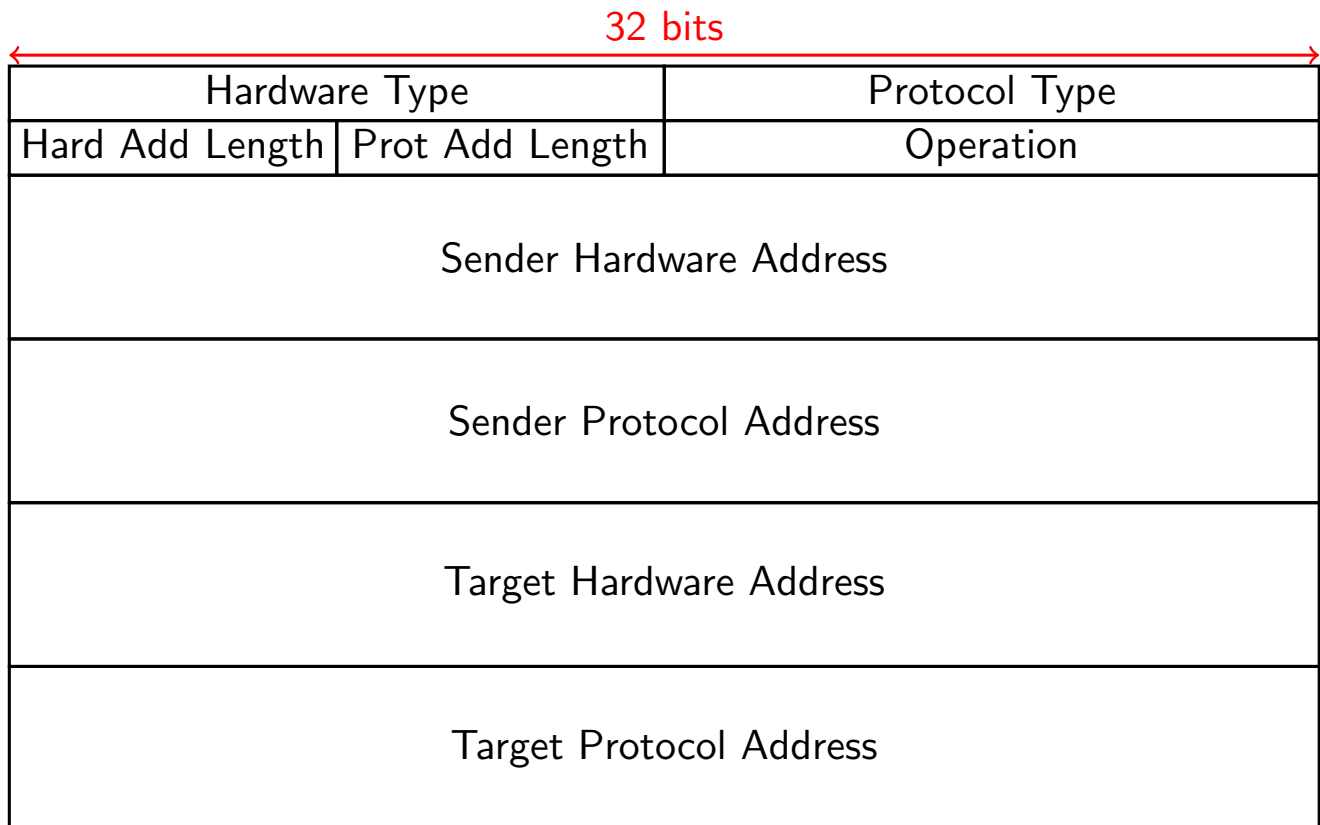 32 bits
Hardware Type Protocol Type
Hard Add Length Prot Add Length Operation
Sender Hardware Address
Sender Protocol Address
Target Hardware Address
Target Protocol Address